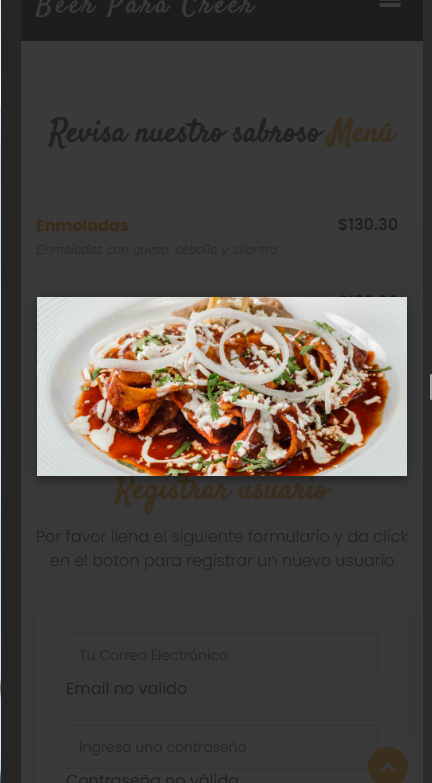 Beer Para Creer
Revisa nuestro sabroso Menú
Enmoladas $130.30
Enmoladas con queso, cebolla y cilantro
Registrar usuario
Por favor llena el siguiente formulario y da click
en el boton para registrar un nuevo usuario
Tu Correo Electrónico
Email no valido
Ingresa una contraseña
Contraseña no válida